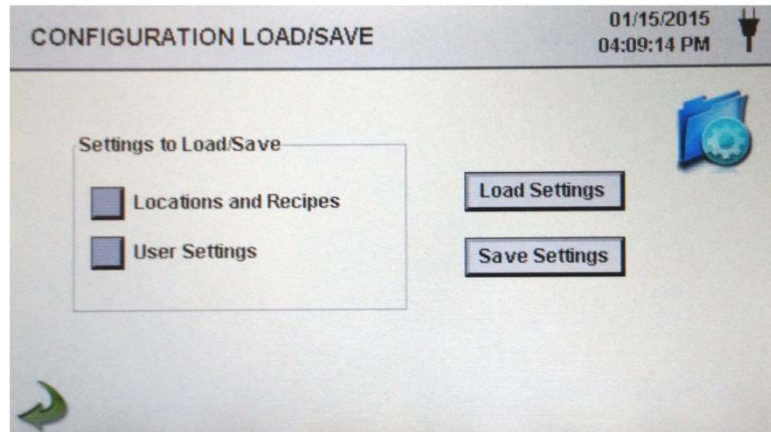 CONFIGURATION LOAD/SAVE
01/15/2015
04:09:14 PM
Settings to Load/Save
Locations and Recipes
User Settings
Load Settings
Save Settings